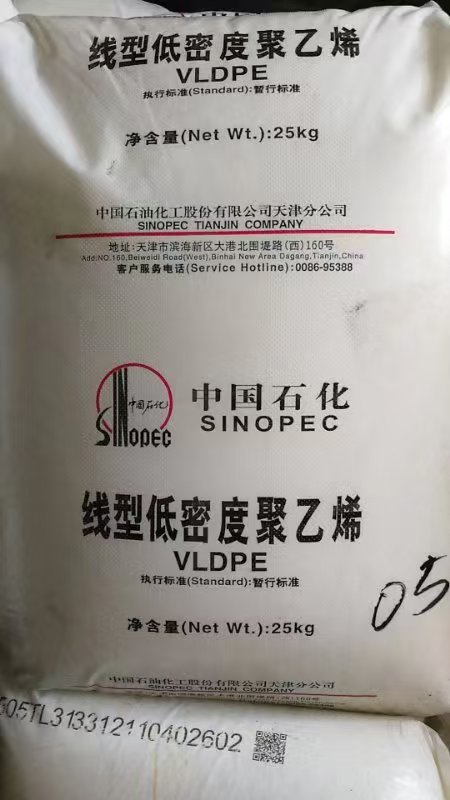 线型低密度聚乙烯
VLDPE
执行标准(Standard):暂行标准
净含量(Net Wt.):25kg
中国石油化工股份有限公司天津分公司
SINOPEC TIANJIN COMPANY
地址:天津市滨海新区大港北围堤路(西)160号
Add:NO.160,Beiweidi Road(West),Binhai New Area Dagang,Tianjin,China
客户服务电话(Service Hotline):0086-95388
中国石化
SINOPEC
中国石化
SINOPEC
线型低密度聚乙烯
VLDPE
执行标准(Standard):暂行标准
净含量(Net Wt.):25kg
05
中国石油化工股份有限公司天津分公司
SINOPEC TIANJIN COMPANY
505TL313312110402602